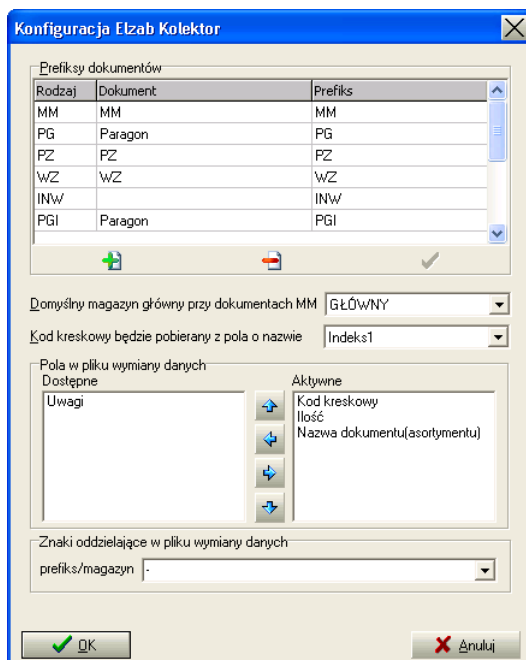 Konfiguracja Elzab Kolektor
Prefiksy dokumentów
Rodzaj Dokument Prefiks
MM MM MM
PG Paragon PG
PZ PZ PZ
WZ WZ WZ
INW INW
PGI Paragon PGI
Domyślny magazyn główny przy dokumentach MM GŁÓWNY
Kod kreskowy będzie pobierany z pola o nazwie Indeks1
Pola w pliku wymiany danych
Dostępne Aktywne
Uwagi Kod kreskowy
Ilość
Nazwa dokumentu(asortymentu)
Znaki oddzielające w pliku wymiany danych
prefiks/magazyn -
OK Anuluj